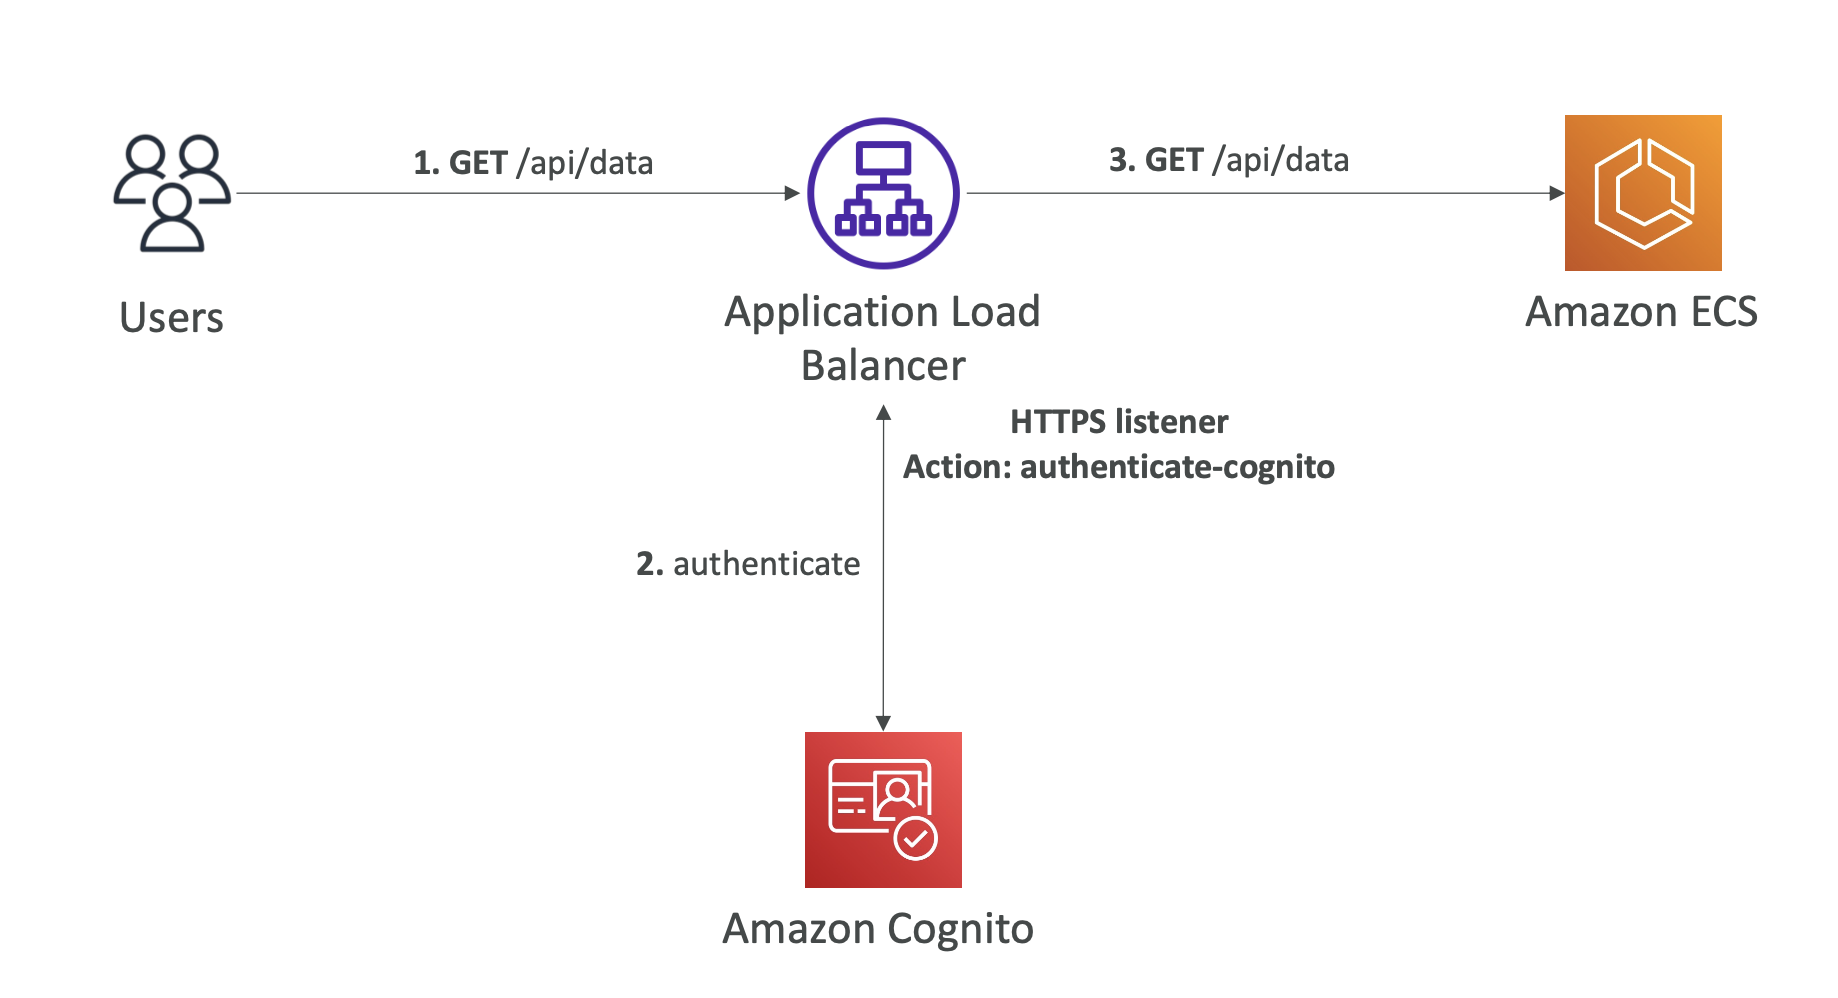 1. GET /api/data
3. GET /api/data
Users
Application Load
Balancer
Amazon ECS
HTTPS listener
Action: authenticate-cognito
2. authenticate
Amazon Cognito